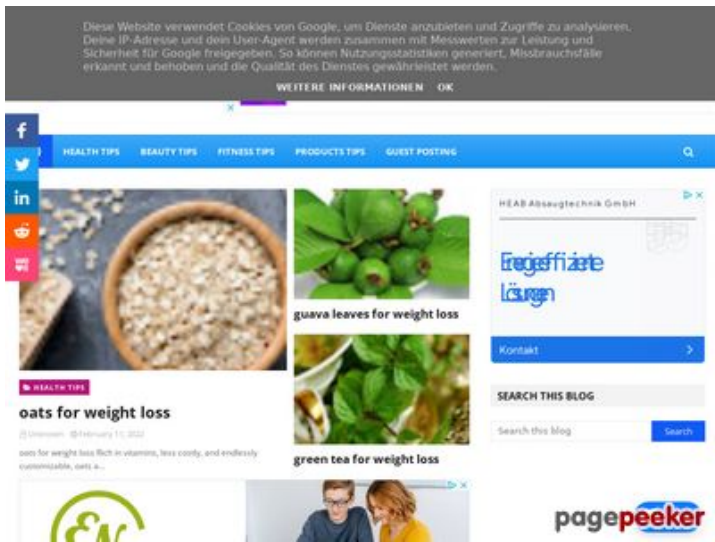 Diese Website verwendet Cookies von Google, um Dienste anzubieten und Zugriffe zu analysieren.
Deine IP-Adresse und dein User-Agent werden zusammen mit Messwerten zur Leistung und
Sicherheit für Google freigegeben. So können Nutzungsstatistiken generiert, Missbrauchsfälle
erkannt und behoben und die Qualität des Dienstes gewährleistet werden.
WEITERE INFORMATIONEN OK
HEALTH TIPS BEAUTY TIPS FITNESS TIPS PRODUCTS TIPS GUEST POSTING
HEAB Absaugtechnik GmbH
guava leaves for weight loss
Kontakt
HEALTH TIPS
oats for weight loss
Unknown February 11, 2022
oats for weight loss Rich in vitamins, less costly, and endlessly
customizable, oats a...
green tea for weight loss
SEARCH THIS BLOG
Search this blog Search
EN
pagepeeker